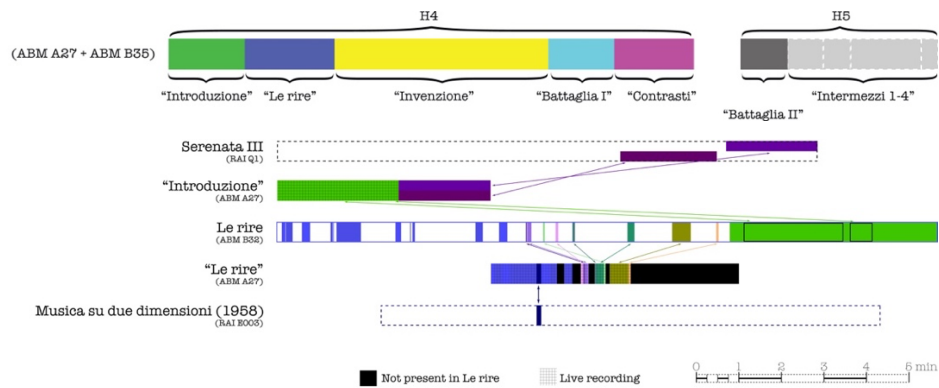 H4 H5
(ABM A27 + ABM B35)
“Introduzione” “Le rire” “Invenzione” “Battaglia I” “Contrasti” “Intermezzi 1-4”
“Battaglia II”
Serenata III
(RAI Q1)
“Introduzione”
(ABM A27)
Le rire
(ABM B32)
“Le rire”
(ABM A27)
Musica su due dimensioni (1958)
(RAI E003)
Not present in Le rire Live recording
0 1 2 3 4 5 min